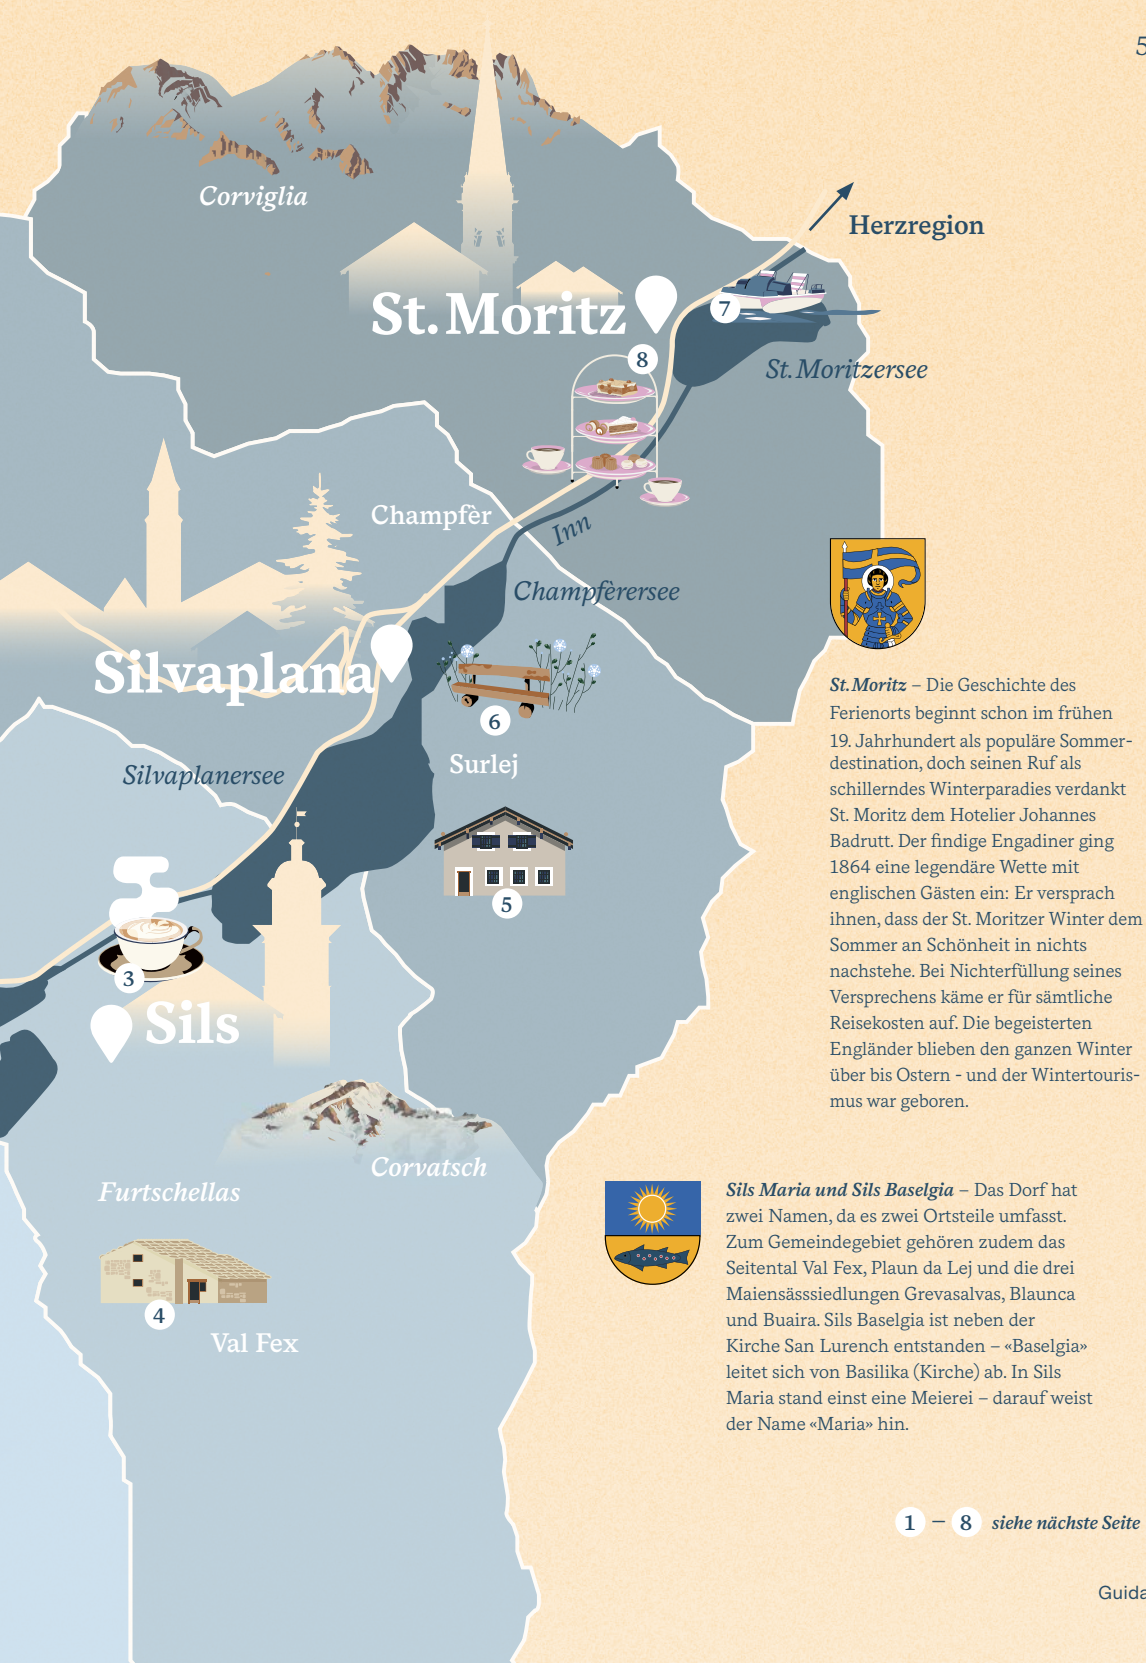 5
Corviglia
Herzregion
St. Moritz
7
8
St. Moritzersee
Champfèr
Inn
Champfèrersee
Silvaplana
6
Surlej
Silvaplanersee
5
3
Sils
Corvatsch
Furtschellas
4
Val Fex
St. Moritz – Die Geschichte des
Ferienorts beginnt schon im frühen
19. Jahrhundert als populäre Sommer-
destination, doch seinen Ruf als
schillerndes Winterparadies verdankt
St. Moritz dem Hotelier Johannes
Badrutt. Der findige Engadiner ging
1864 eine legendäre Wette mit
englischen Gästen ein: Er versprach
ihnen, dass der St. Moritzer Winter dem
Sommer an Schönheit in nichts
nachstehe. Bei Nichterfüllung seines
Versprechens käme er für sämtliche
Reisekosten auf. Die begeisterten
Engländer blieben den ganzen Winter
über bis Ostern - und der Wintertouris-
mus war geboren.
Sils Maria und Sils Baselgia – Das Dorf hat
zwei Namen, da es zwei Ortsteile umfasst.
Zum Gemeindegebiet gehören zudem das
Seitental Val Fex, Plaun da Lej und die drei
Maiensässsiedlungen Grevasalvas, Blaunca
und Buaira. Sils Baselgia ist neben der
Kirche San Lurench entstanden – «Baselgia»
leitet sich von Basilika (Kirche) ab. In Sils
Maria stand einst eine Meierei – darauf weist
der Name «Maria» hin.
1 – 8 siehe nächste Seite
Guida